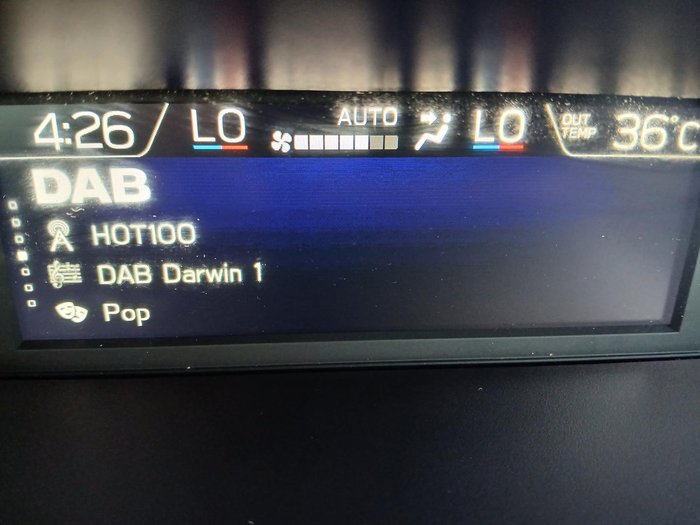 4:26 LO AUTO LO OUT TEMP 36°C
DAB
HOT100
DAB Darwin 1
Pop